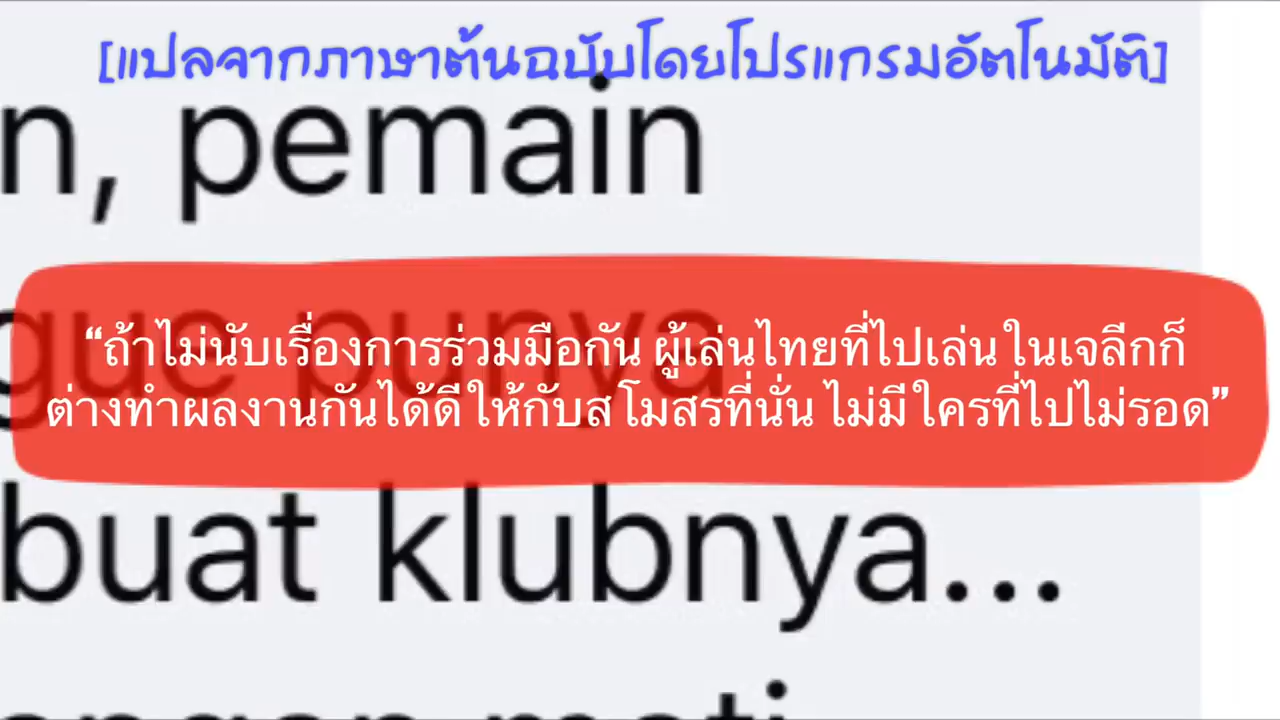 [แปลจากภาษาต้นฉบับโดยโปรแกรมอัตโนมัติ]
n, pemain
“ถ้าไม่นับเรื่องการร่วมมือกัน ผู้เล่นไทยที่ไปเล่นในเจลีกก็
ต่างทำผลงานกันได้ดีให้กับสโมสรที่นั่น ไม่มีใครที่ไปไม่รอด”
punya
buat klubnya...